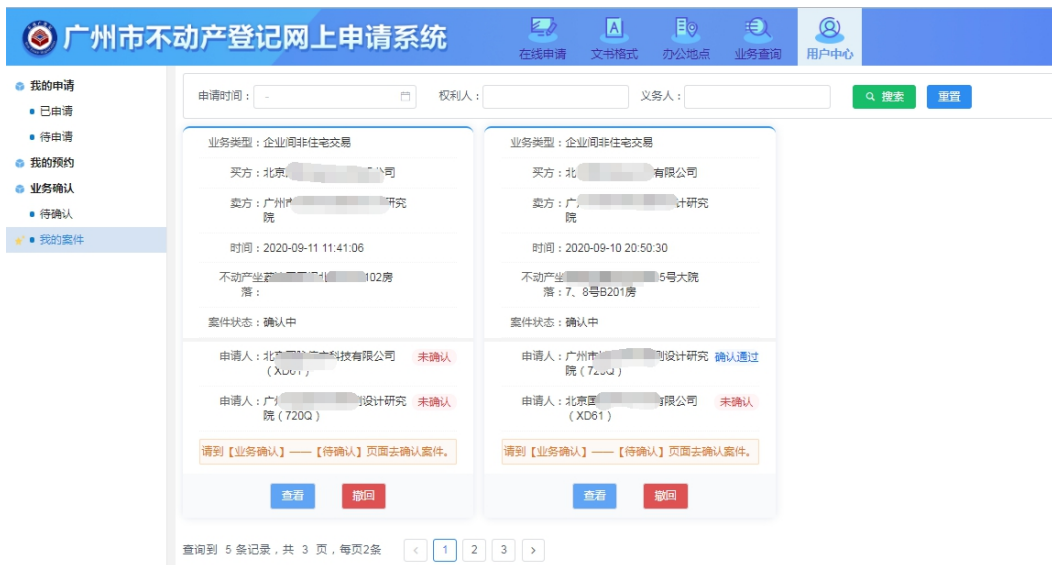 广州市不动产登记网上申请系统
在线申请 文书格式 办公地点 业务查询 用户中心
我的申请
已申请
待申请
我的预约
业务确认
待确认
我的案件
申请时间： - 权利人： 义务人： 搜索 重置
业务类型：企业间非住宅交易
买方：北京 公司
卖方：广州市 研究
院
时间：2020-09-11 11:41:06
不动产坐 102房
落：
案件状态：确认中
申请人：北京 科技有限公司 未确认
（XD61）
申请人：广州 设计研究 未确认
院（720Q）
请到【业务确认】——【待确认】页面去确认案件。
查看 撤回
业务类型：企业间非住宅交易
买方：北 有限公司
卖方：广 计研究
院
时间：2020-09-10 20:50:30
不动产坐 5号大院
落：7、8号B201房
案件状态：确认中
申请人：广州市 测设计研究 确认通过
院（720Q）
申请人：北京国 有限公司 未确认
（XD61）
请到【业务确认】——【待确认】页面去确认案件。
查看 撤回
查询到 5 条记录，共 3 页，每页2条 < 1 2 3 >